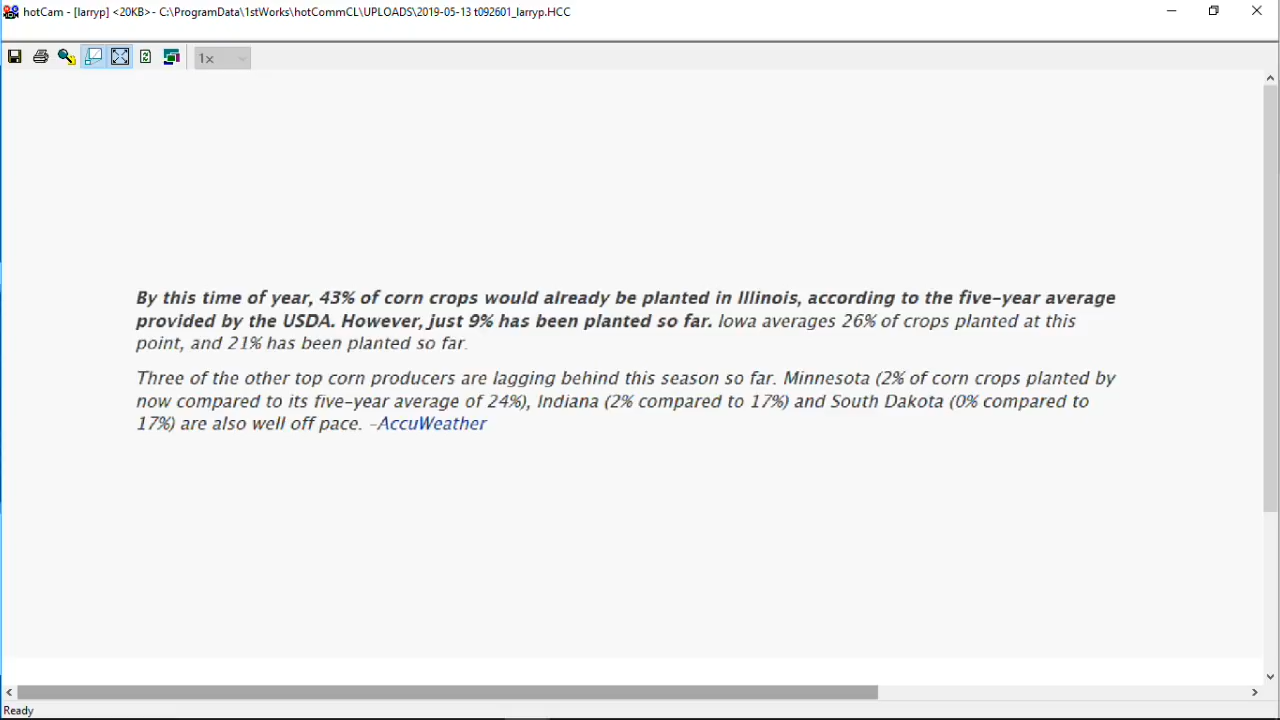 hotCam - [larryp] <20KB>- C:\ProgramData\1stWorks\hotCommCL\UPLOADS\2019-05-13 t092601_larryp.HCC
1x
By this time of year, 43% of corn crops would already be planted in Illinois, according to the five-year average
provided by the USDA. However, just 9% has been planted so far. Iowa averages 26% of crops planted at this
point, and 21% has been planted so far.
Three of the other top corn producers are lagging behind this season so far. Minnesota (2% of corn crops planted by
now compared to its five-year average of 24%), Indiana (2% compared to 17%) and South Dakota (0% compared to
17%) are also well off pace. -AccuWeather
Ready